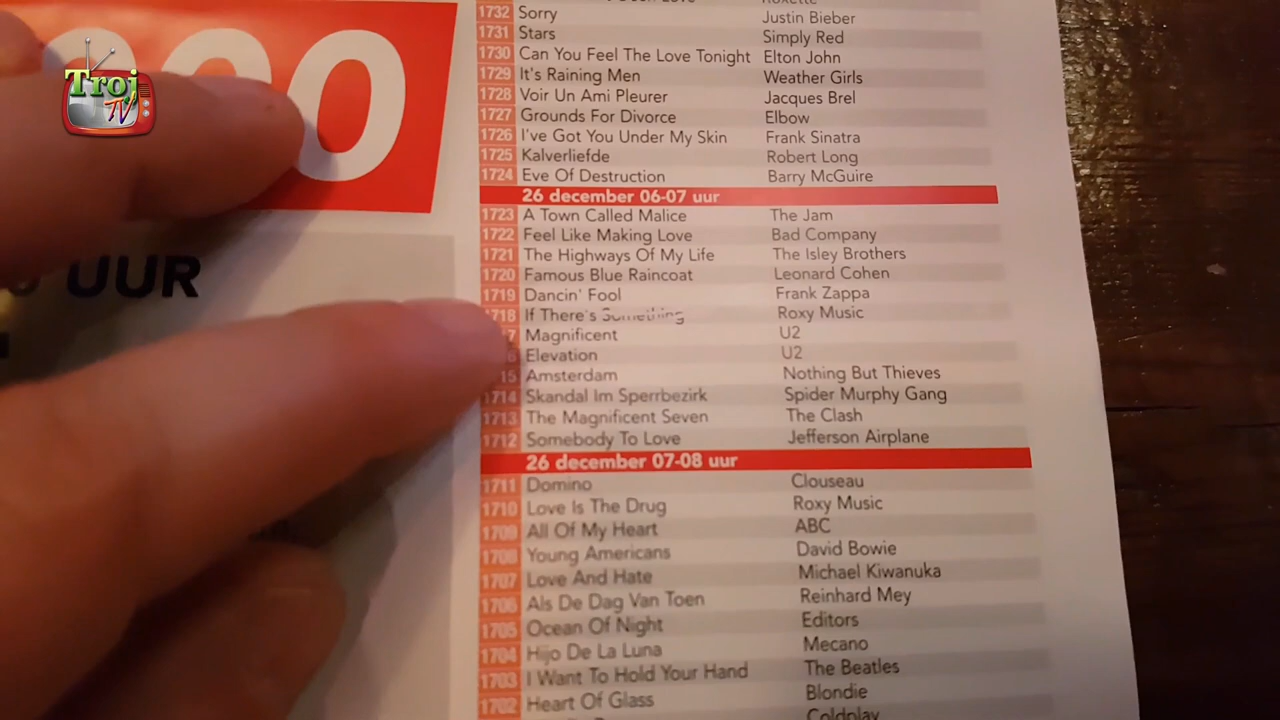 Troj
TV
000
UUR
Roxette
1732 Sorry Justin Bieber
1731 Stars Simply Red
1730 Can You Feel The Love Tonight Elton John
1729 It's Raining Men Weather Girls
1728 Voir Un Ami Pleurer Jacques Brel
1727 Grounds For Divorce Elbow
1726 I've Got You Under My Skin Frank Sinatra
1725 Kalverliefde Robert Long
1724 Eve Of Destruction Barry McGuire
26 december 06-07 uur
1723 A Town Called Malice The Jam
1722 Feel Like Making Love Bad Company
1721 The Highways Of My Life The Isley Brothers
1720 Famous Blue Raincoat Leonard Cohen
1719 Dancin' Fool Frank Zappa
1718 If There's Something Roxy Music
7 Magnificent U2
6 Elevation U2
15 Amsterdam Nothing But Thieves
1714 Skandal Im Sperrbezirk Spider Murphy Gang
1713 The Magnificent Seven The Clash
1712 Somebody To Love Jefferson Airplane
26 december 07-08 uur
1711 Domino Clouseau
1710 Love Is The Drug Roxy Music
1709 All Of My Heart ABC
1708 Young Americans David Bowie
1707 Love And Hate Michael Kiwanuka
1706 Als De Dag Van Toen Reinhard Mey
1705 Ocean Of Night Editors
1704 Hijo De La Luna Mecano
1703 I Want To Hold Your Hand The Beatles
1702 Heart Of Glass Blondie
Coldplay